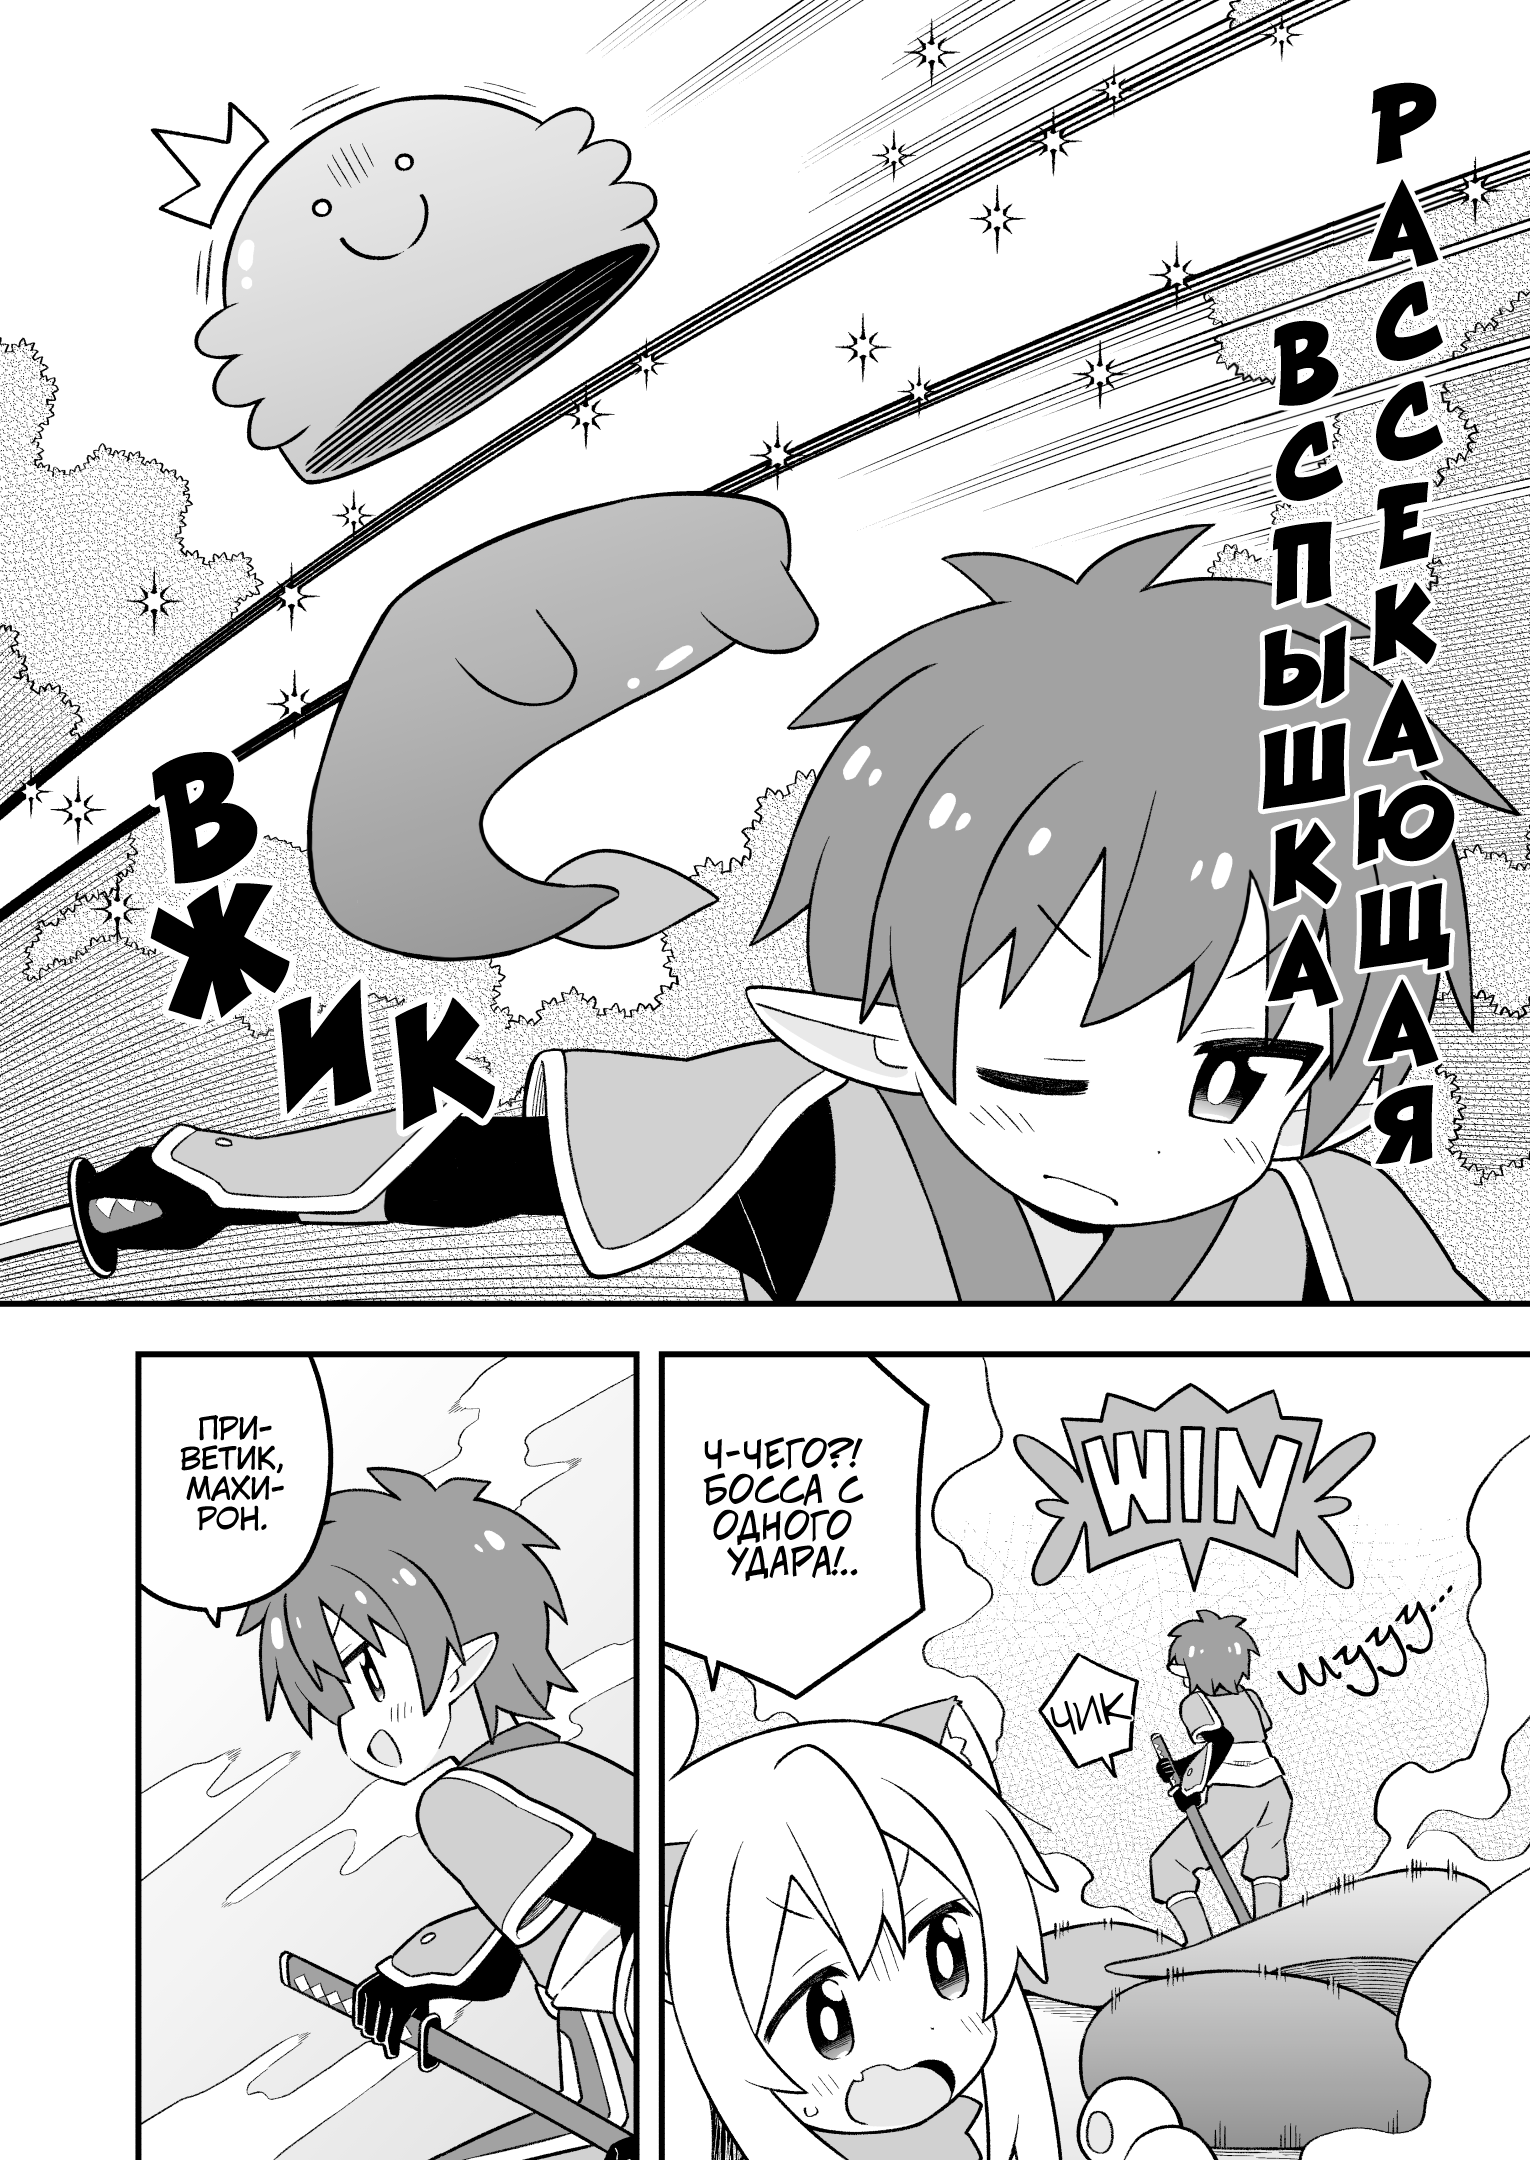 РАССЕКАЮЩАЯ
ВСПЫШКА
ВЖИК
WIN
ШУУУ...
ЧИК
Ч-ЧЕГО?!
БОССА С
ОДНОГО
УДАРА!..
ПРИ-
ВЕТИК,
МАХИ-
РОН.